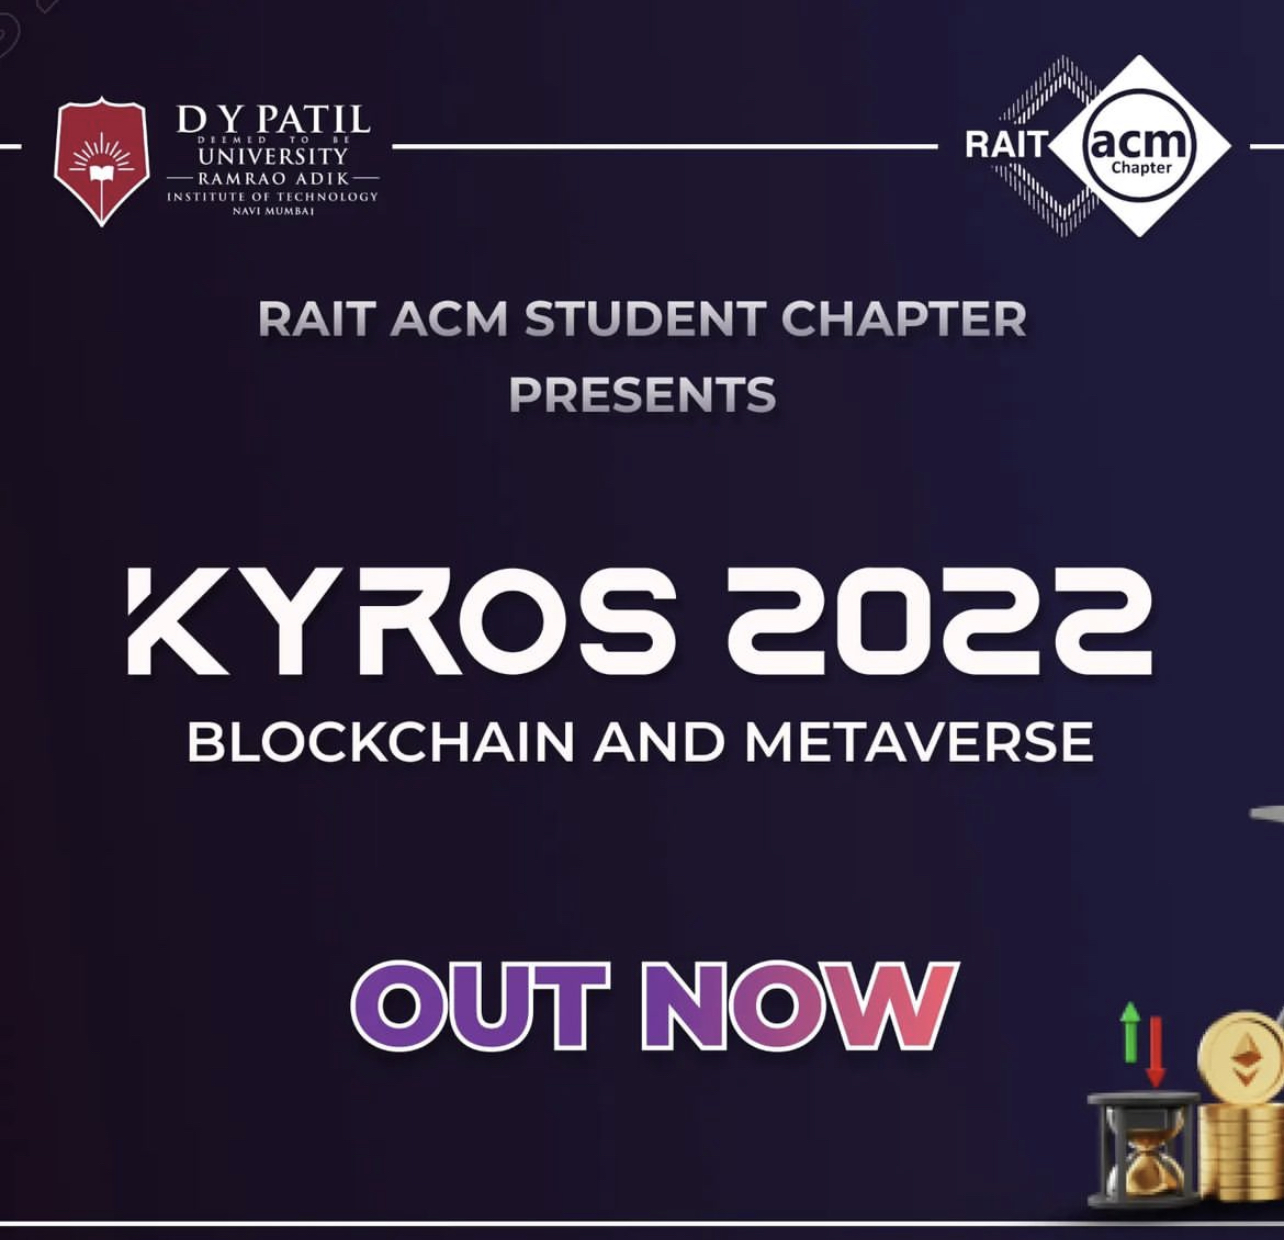 D Y PATIL
DEEMED TO BE
UNIVERSITY
RAMRAO ADIK
INSTITUTE OF TECHNOLOGY
NAVI MUMBAI
RAIT
acm
Chapter
RAIT ACM STUDENT CHAPTER
PRESENTS
KYROS 2022
BLOCKCHAIN AND METAVERSE
OUT NOW